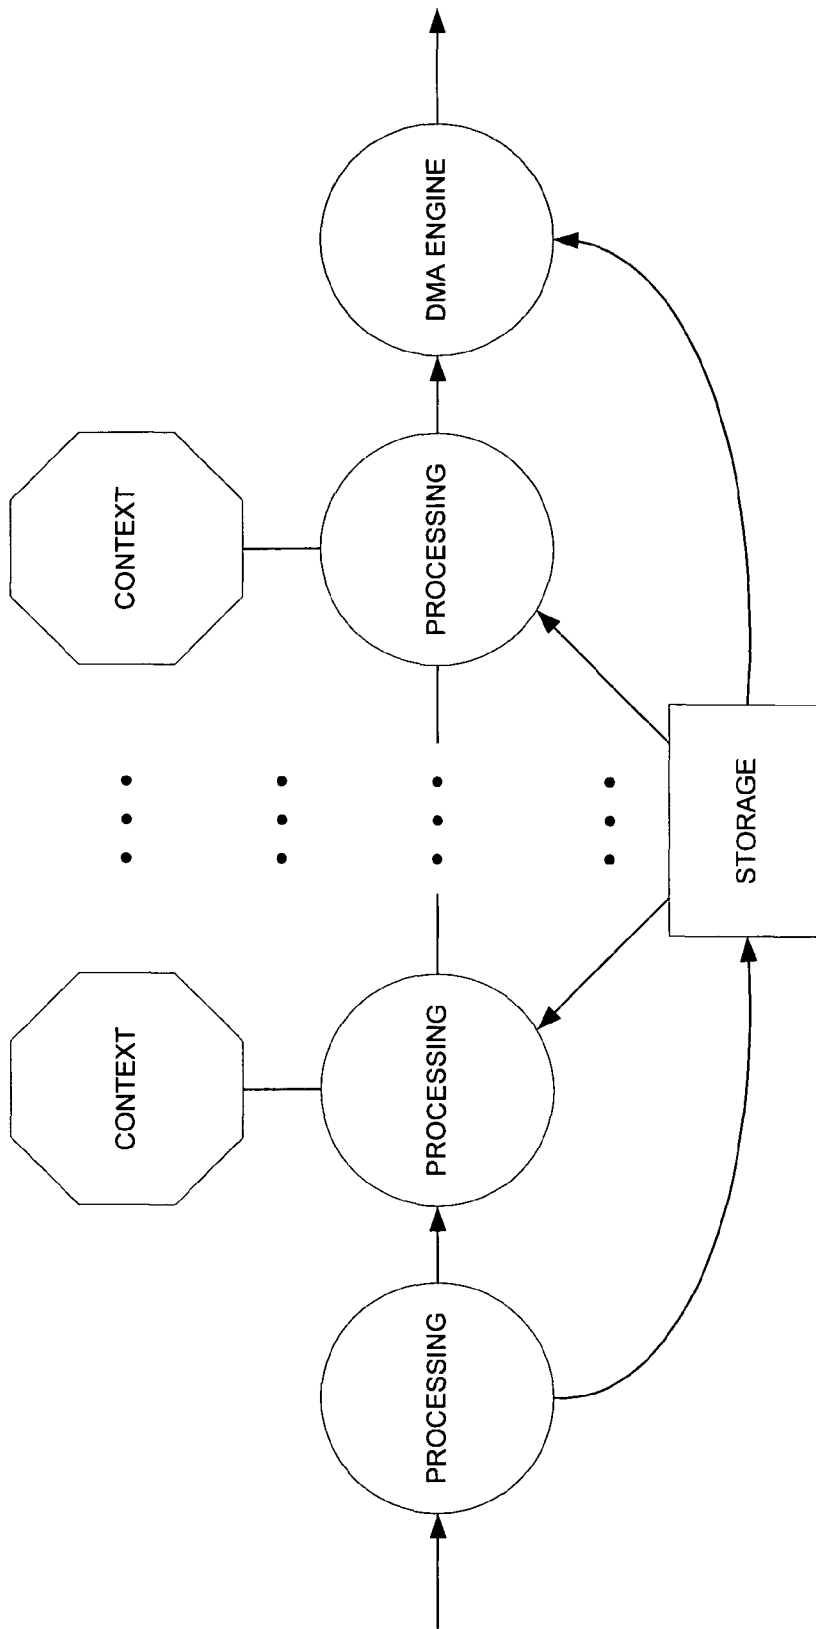 CONTEXT
CONTEXT
PROCESSING
PROCESSING
PROCESSING
DMA ENGINE
STORAGE